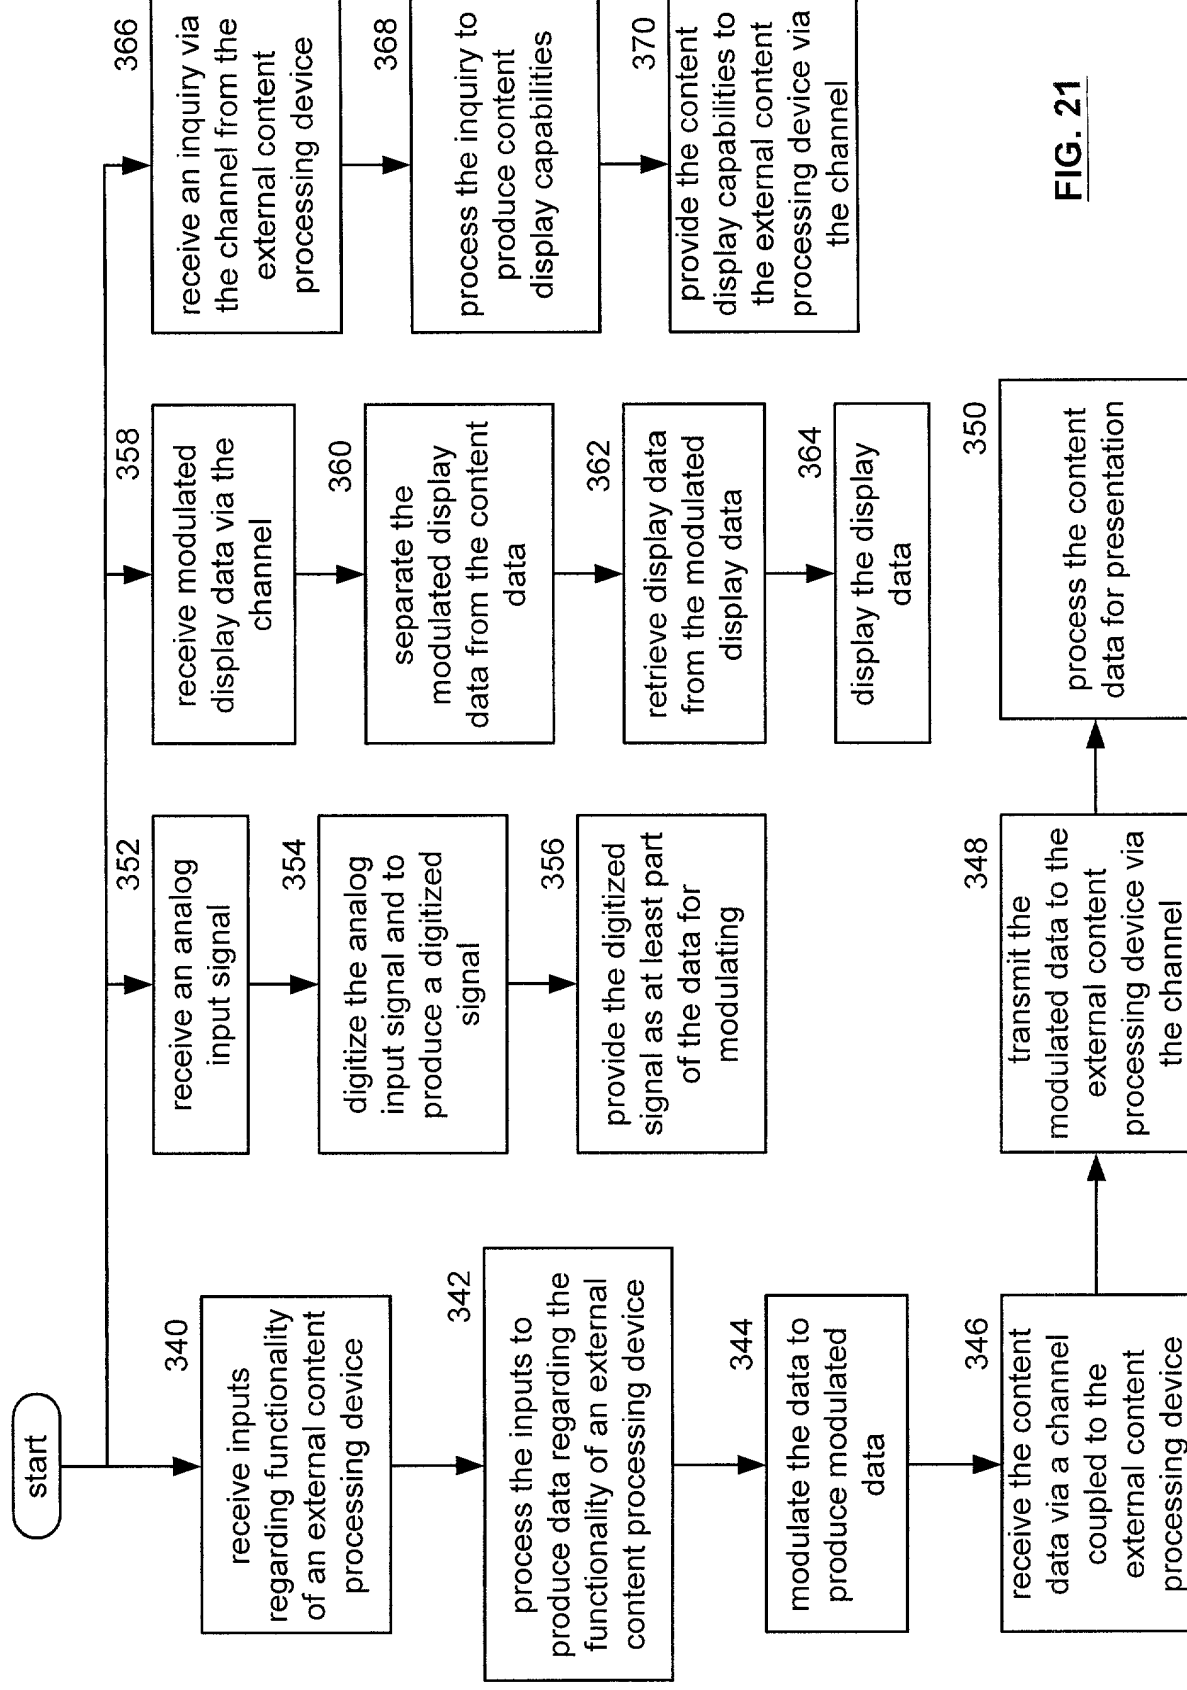 start
340
receive inputs
regarding functionality
of an external content
processing device
342
process the inputs to
produce data regarding the
functionality of an external
content processing device
344
modulate the data to
produce modulated
data
346
receive the content
data via a channel
coupled to the
external content
processing device
348
transmit the
modulated data to the
external content
processing device via
the channel
350
process the content
data for presentation
352
receive an analog
input signal
354
digitize the analog
input signal and to
produce a digitized
signal
356
provide the digitized
signal as at least part
of the data for
modulating
358
receive modulated
display data via the
channel
360
separate the
modulated display
data from the content
data
362
retrieve display data
from the modulated
display data
364
display the display
data
366
receive an inquiry via
the channel from the
external content
processing device
368
process the inquiry to
produce content
display capabilities
370
provide the content
display capabilities to
the external content
processing device via
the channel
FIG. 21